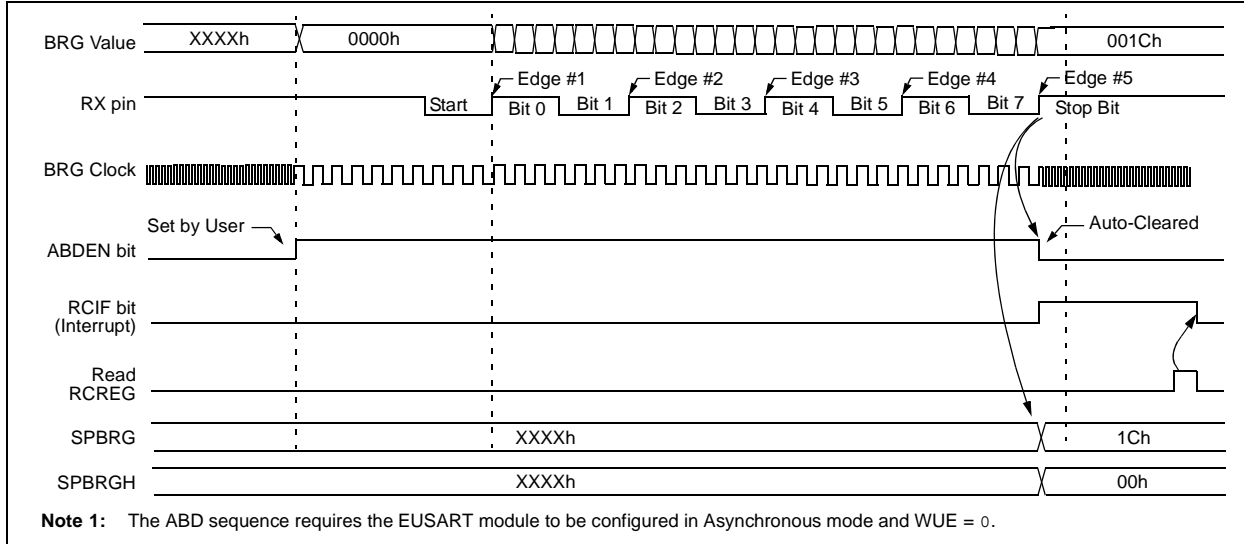 BRG Value XXXXh 0000h 001Ch
Edge #1 Edge #2 Edge #3 Edge #4 Edge #5
RX pin Start Bit 0 Bit 1 Bit 2 Bit 3 Bit 4 Bit 5 Bit 6 Bit 7 Stop Bit
BRG Clock
Set by User Auto-Cleared
ABDEN bit
RCIF bit
(Interrupt)
Read
RCREG
SPBRG XXXXh 1Ch
SPBRGH XXXXh 00h
Note 1: The ABD sequence requires the EUSART module to be configured in Asynchronous mode and WUE = 0.